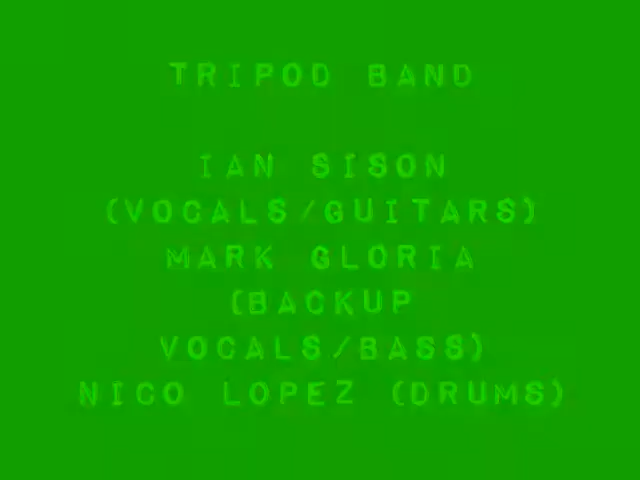 TRIPOD BAND
IAN SISON
(VOCALS/GUITARS)
MARK GLORIA
(BACKUP
VOCALS/BASS)
NICO LOPEZ (DRUMS)